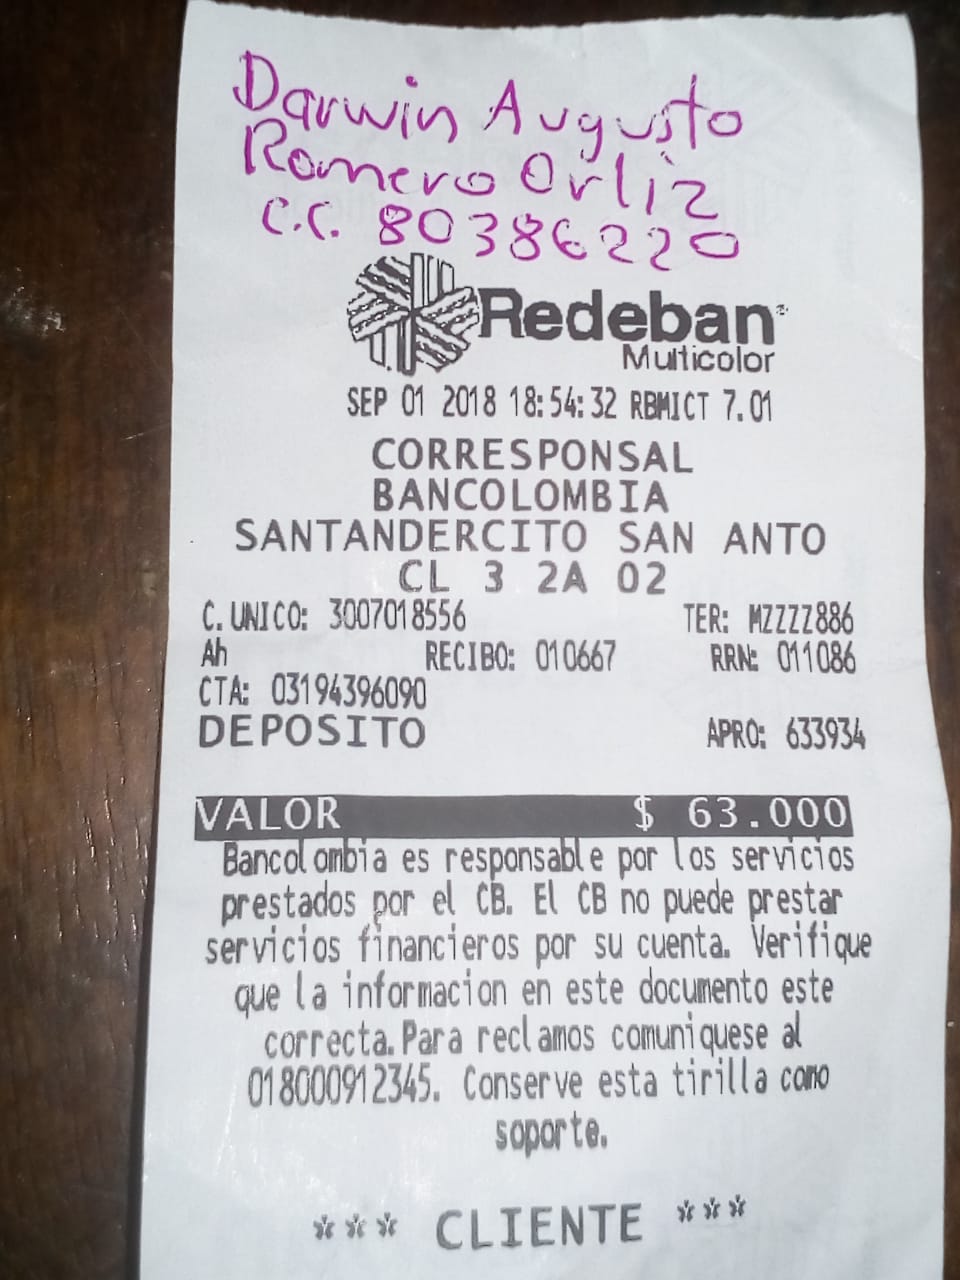 Darwin Augusto
Romero Ortiz
C.C. 80386220
Redeban
Multicolor
SEP 01 2018 18:54:32 RBMICT 7.01
CORRESPONSAL
BANCOLOMBIA
SANTANDERCITO SAN ANTO
CL 3 2A 02
C. UNICO: 3007018556 TER: MZZZZ886
Ah RECIBO: 010667 RRN: 011086
CTA: 03194396090
DEPOSITO APRO: 633934
VALOR $ 63.000
Bancolombia es responsable por los servicios
prestados por el CB. El CB no puede prestar
servicios financieros por su cuenta. Verifique
que la informacion en este documento este
correcta. Para reclamos comuniquese al
018000912345. Conserve esta tirilla como
soporte.
*** CLIENTE ***